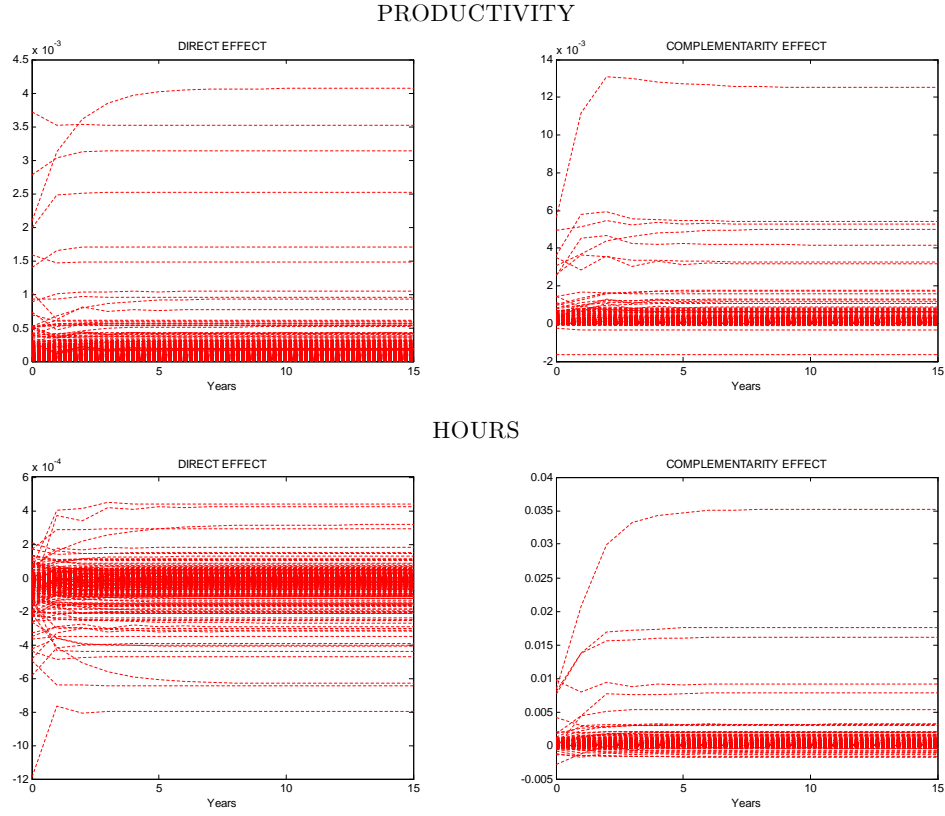 PRODUCTIVITY
DIRECT EFFECT
x 10^-3
4.5
4
3.5
3
2.5
2
1.5
1
0.5
0
0 5 10 15
Years
COMPLEMENTARITY EFFECT
x 10^-3
14
12
10
8
6
4
2
0
-2
0 5 10 15
Years
HOURS
DIRECT EFFECT
x 10^-4
6
4
2
0
-2
-4
-6
-8
-10
-12
0 5 10 15
Years
COMPLEMENTARITY EFFECT
0.04
0.035
0.03
0.025
0.02
0.015
0.01
0.005
0
-0.005
0 5 10 15
Years